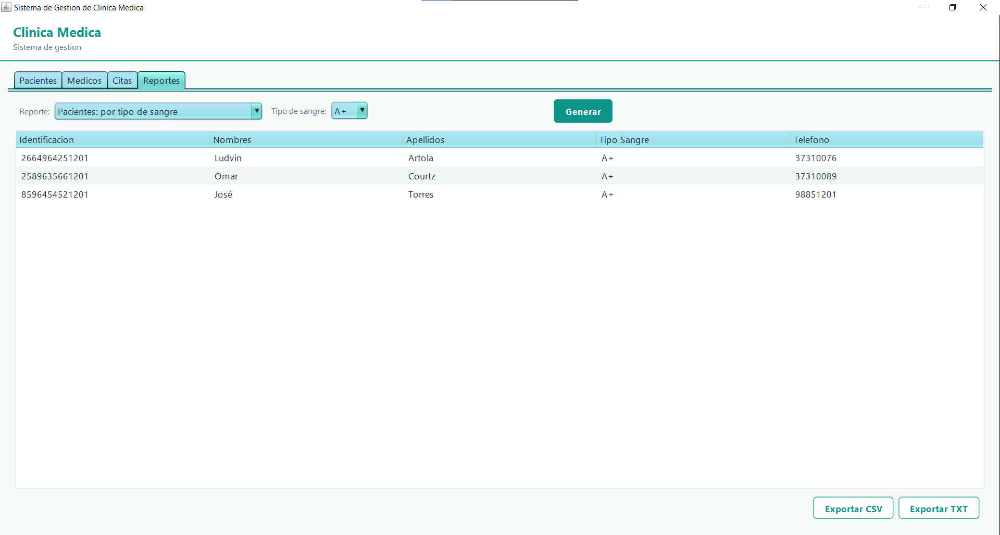 Sistema de Gestion de Clinica Medica
Clinica Medica
Sistema de gestion
Pacientes Medicos Citas Reportes
Reporte: Pacientes: por tipo de sangre Tipo de sangre: A+ Generar
Identificacion Nombres Apellidos Tipo Sangre Telefono
2664964251201 Ludvin Artola A+ 37310076
2589635661201 Omar Courtz A+ 37310089
8596454521201 José Torres A+ 98851201
Exportar CSV Exportar TXT